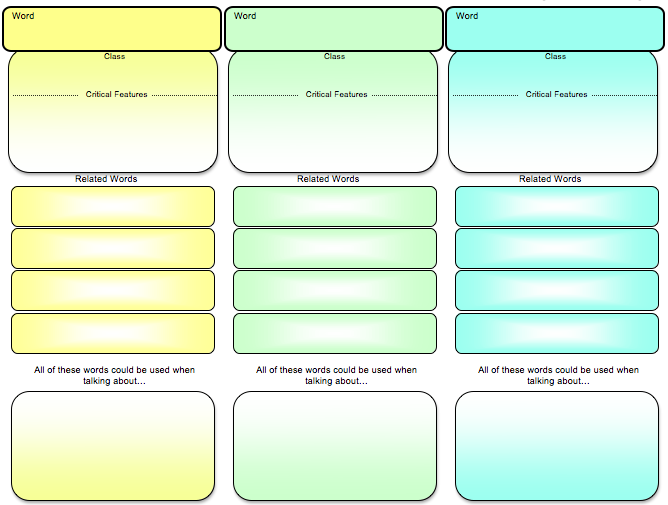 Word
Class
Critical Features
Related Words
All of these words could be used when
talking about...
Word
Class
Critical Features
Related Words
All of these words could be used when
talking about...
Word
Class
Critical Features
Related Words
All of these words could be used when
talking about...